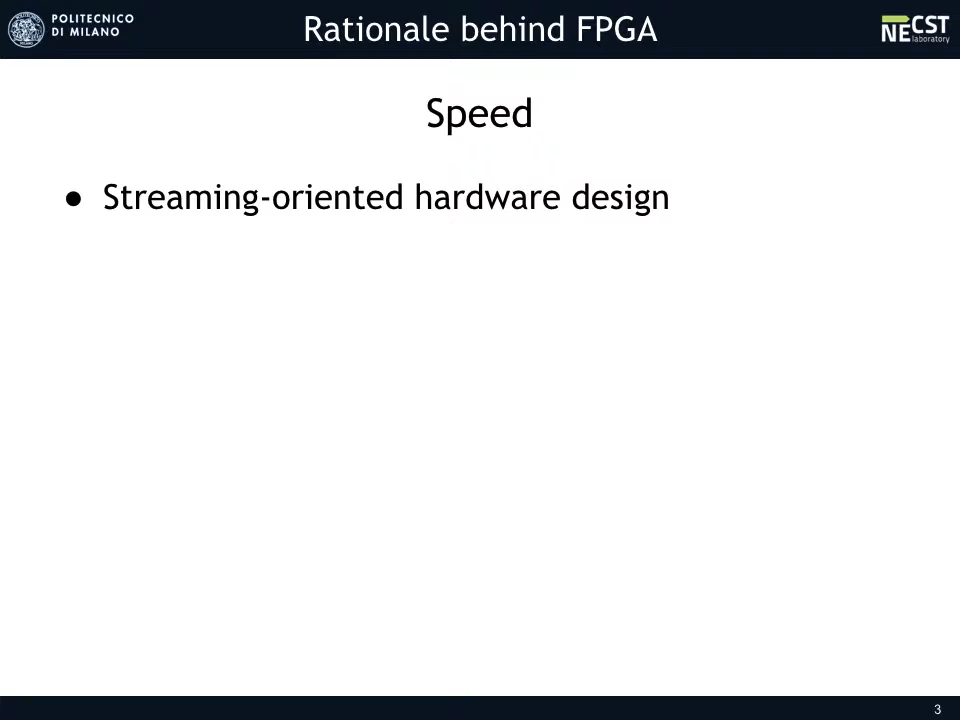 POLITECNICO
DI MILANO
Rationale behind FPGA
NECST
laboratory
Speed
● Streaming-oriented hardware design
3